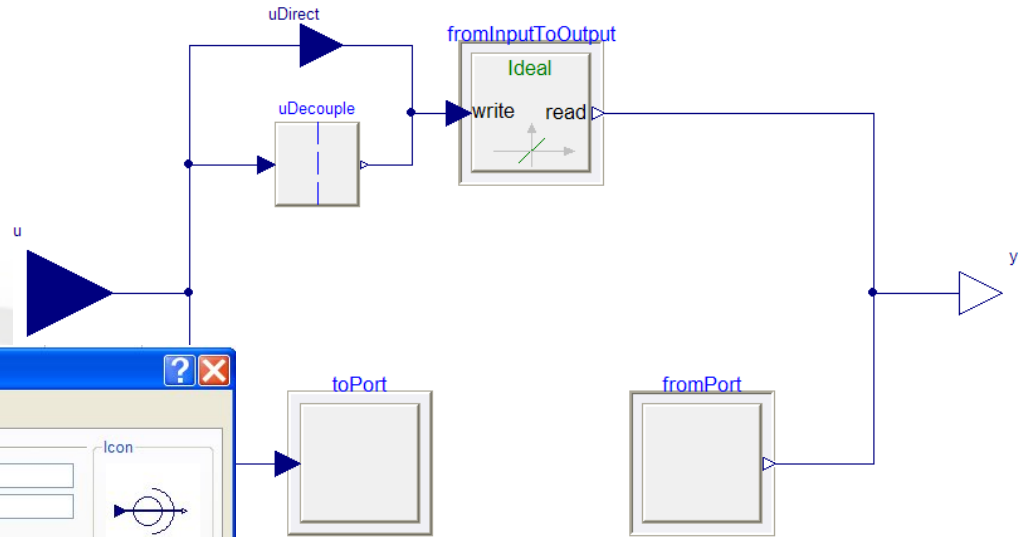 uDirect
fromInputToOutput
Ideal
write read
uDecouple
u
y
?
toPort
fromPort
Icon